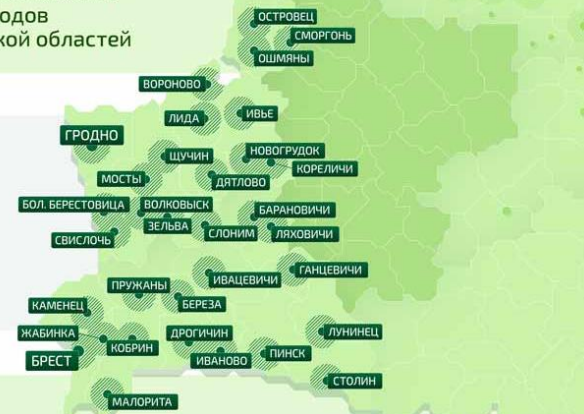 одов
кой областей
ОСТРОВЕЦ
СМОРГОНЬ
ОШМЯНЫ
ВОРОНОВО
ЛИДА
ИВЬЕ
ГРОДНО
ЩУЧИН
НОВОГРУДОК
КОРЕЛИЧИ
МОСТЫ
ДЯТЛОВО
БОЛ. БЕРЕСТОВИЦА
ВОЛКОВЫСК
БАРАНОВИЧИ
ЗЕЛЬВА
СЛОНИМ
ЛЯХОВИЧИ
СВИСЛОЧЬ
ГАНЦЕВИЧИ
ИВАЦЕВИЧИ
ПРУЖАНЫ
БЕРЕЗА
КАМЕНЕЦ
ЖАБИНКА
ДРОГИЧИН
ЛУНИНЕЦ
КОБРИН
БРЕСТ
ИВАНОВО
ПИНСК
СТОЛИН
МАЛОРИТА